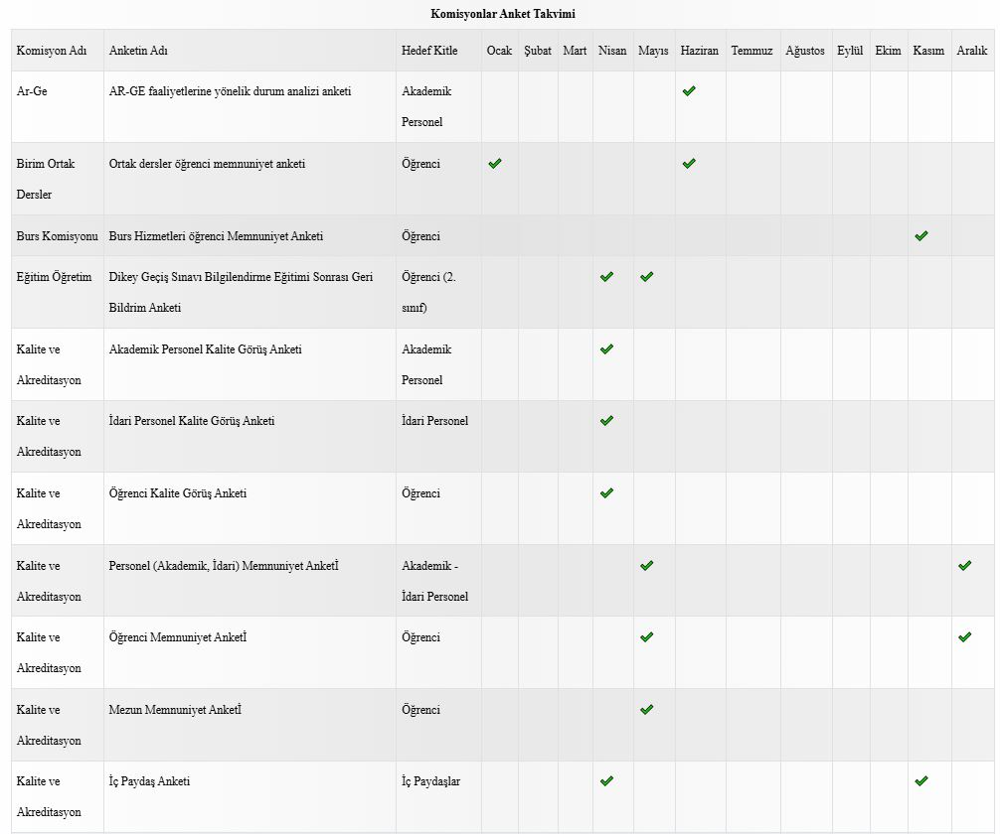 Komisyonlar Anket Takvimi
Komisyon Adı Anketin Adı Hedef Kitle Ocak Şubat Mart Nisan Mayıs Haziran Temmuz Ağustos Eylül Ekim Kasım Aralık
Ar-Ge AR-GE faaliyetlerine yönelik durum analizi anketi Akademik
Personel
Birim Ortak Ortak dersler öğrenci memnuniyet anketi Öğrenci
Dersler
Burs Komisyonu Burs Hizmetleri öğrenci Memnuniyet Anketi Öğrenci
Eğitim Öğretim Dikey Geçiş Sınavı Bilgilendirme Eğitimi Sonrası Geri Öğrenci (2.
Bildrim Anketi sınıf)
Kalite ve Akademik Personel Kalite Görüş Anketi Akademik
Akreditasyon Personel
Kalite ve İdari Personel Kalite Görüş Anketi İdari Personel
Akreditasyon
Kalite ve Öğrenci Kalite Görüş Anketi Öğrenci
Akreditasyon
Kalite ve Personel (Akademik, İdari) Memnuniyet Anketİ Akademik -
Akreditasyon İdari Personel
Kalite ve Öğrenci Memnuniyet Anketİ Öğrenci
Akreditasyon
Kalite ve Mezun Memnuniyet Anketİ Öğrenci
Akreditasyon
Kalite ve İç Paydaş Anketi İç Paydaşlar
Akreditasyon